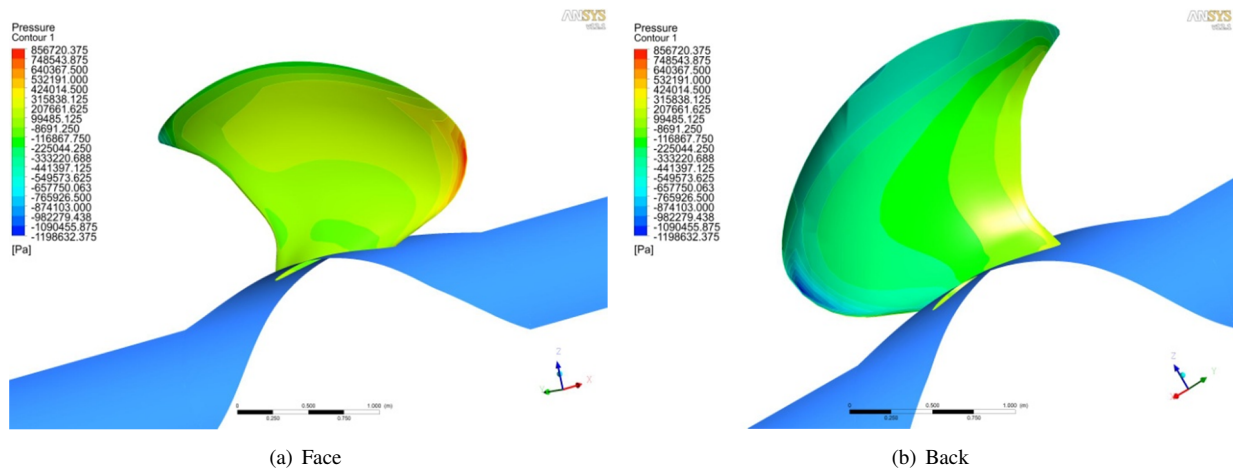 ANSYS
v12.1
Pressure
Contour 1
856720.375
748543.875
640367.500
532191.000
424014.500
315838.125
207661.625
99485.125
-8691.250
-116867.750
-225044.250
-333220.688
-441397.125
-549573.625
-657750.063
-765926.500
-874103.000
-982279.438
-1090455.875
-1198632.375
[Pa]
Z
Y
X
0
0.500
1.000 (m)
0.250
0.750
(a) Face
ANSYS
v12.1
Pressure
Contour 1
856720.375
748543.875
640367.500
532191.000
424014.500
315838.125
207661.625
99485.125
-8691.250
-116867.750
-225044.250
-333220.688
-441397.125
-549573.625
-657750.063
-765926.500
-874103.000
-982279.438
-1090455.875
-1198632.375
[Pa]
Z
Y
X
0
0.500
1.000 (m)
0.250
0.750
(b) Back